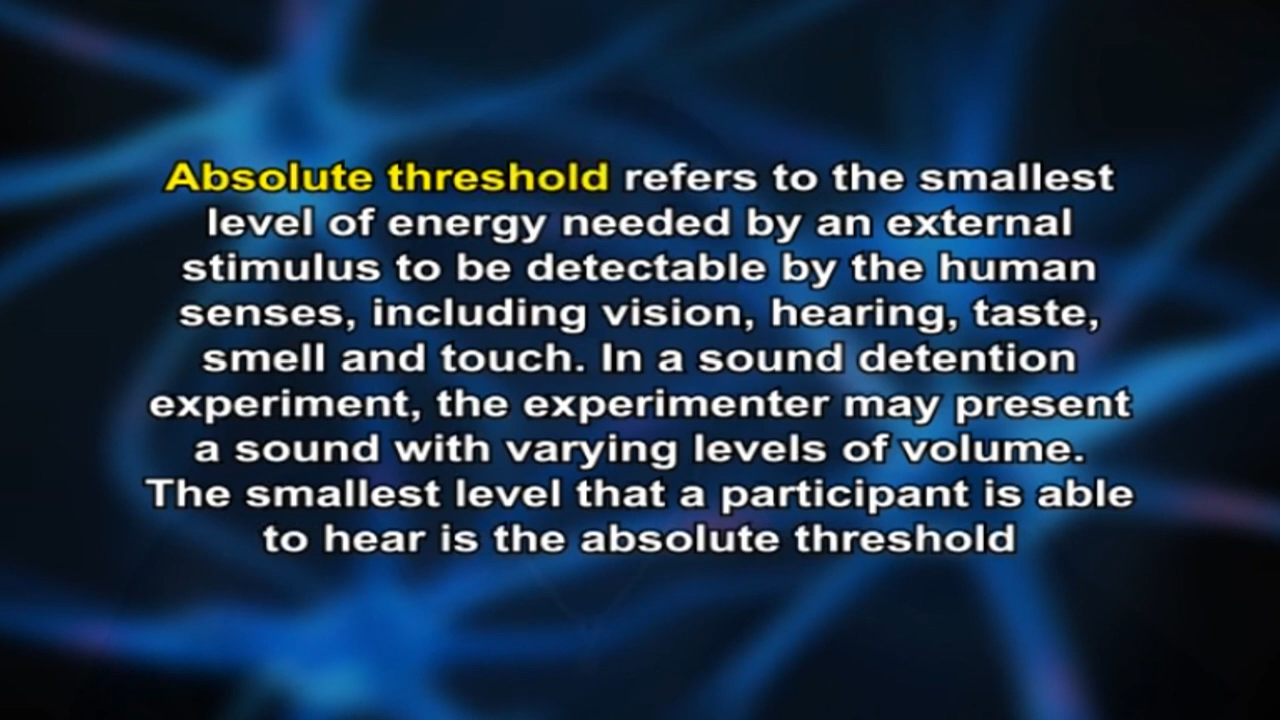 Absolute threshold refers to the smallest
level of energy needed by an external
stimulus to be detectable by the human
senses, including vision, hearing, taste,
smell and touch. In a sound detention
experiment, the experimenter may present
a sound with varying levels of volume.
The smallest level that a participant is able
to hear is the absolute threshold